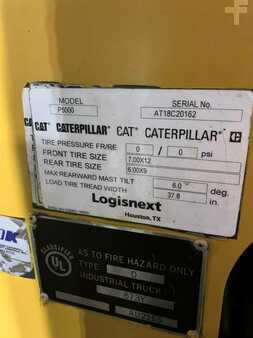 MODEL
SERIAL No.
P5000
AT18C20162
CAT CATERPILLAR CAT CATERPILLAR
TIRE PRESSURE FR/RE 0 / 0 psi
FRONT TIRE SIZE 7.00X12
REAR TIRE SIZE 6.00X9
MAX REARWARD MAST TILT 6.0 deg.
LOAD TIRE TREAD WIDTH 37.8 in.
Logisnext
Houston, TX
CLASSIFIED
UL
AS TO FIRE HAZARD ONLY
TYPE
INDUSTRIAL TRUCK